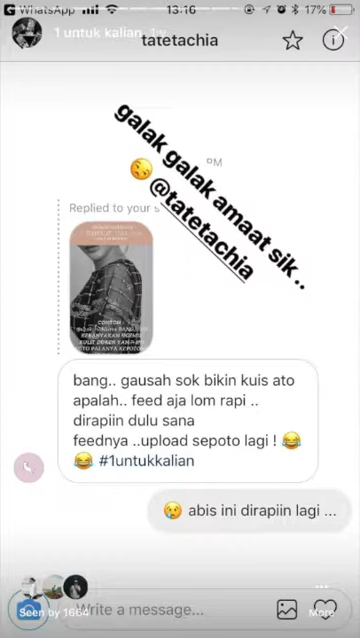 WhatsApp
13:16
17%
1 untuk kalian
tatetachia
galak galak amaat sik..
😒 @tatetachia
PM
Replied to your s
CONTOH
bang.. gausah sok bikin kuis ato
apalah.. feed aja lom rapi ..
dirapiin dulu sana
feednya ..upload sepoto lagi ! 😂
😂 #1untukkalian
😢 abis ini dirapiin lagi ...
Seen by 1664
Write a message...
More